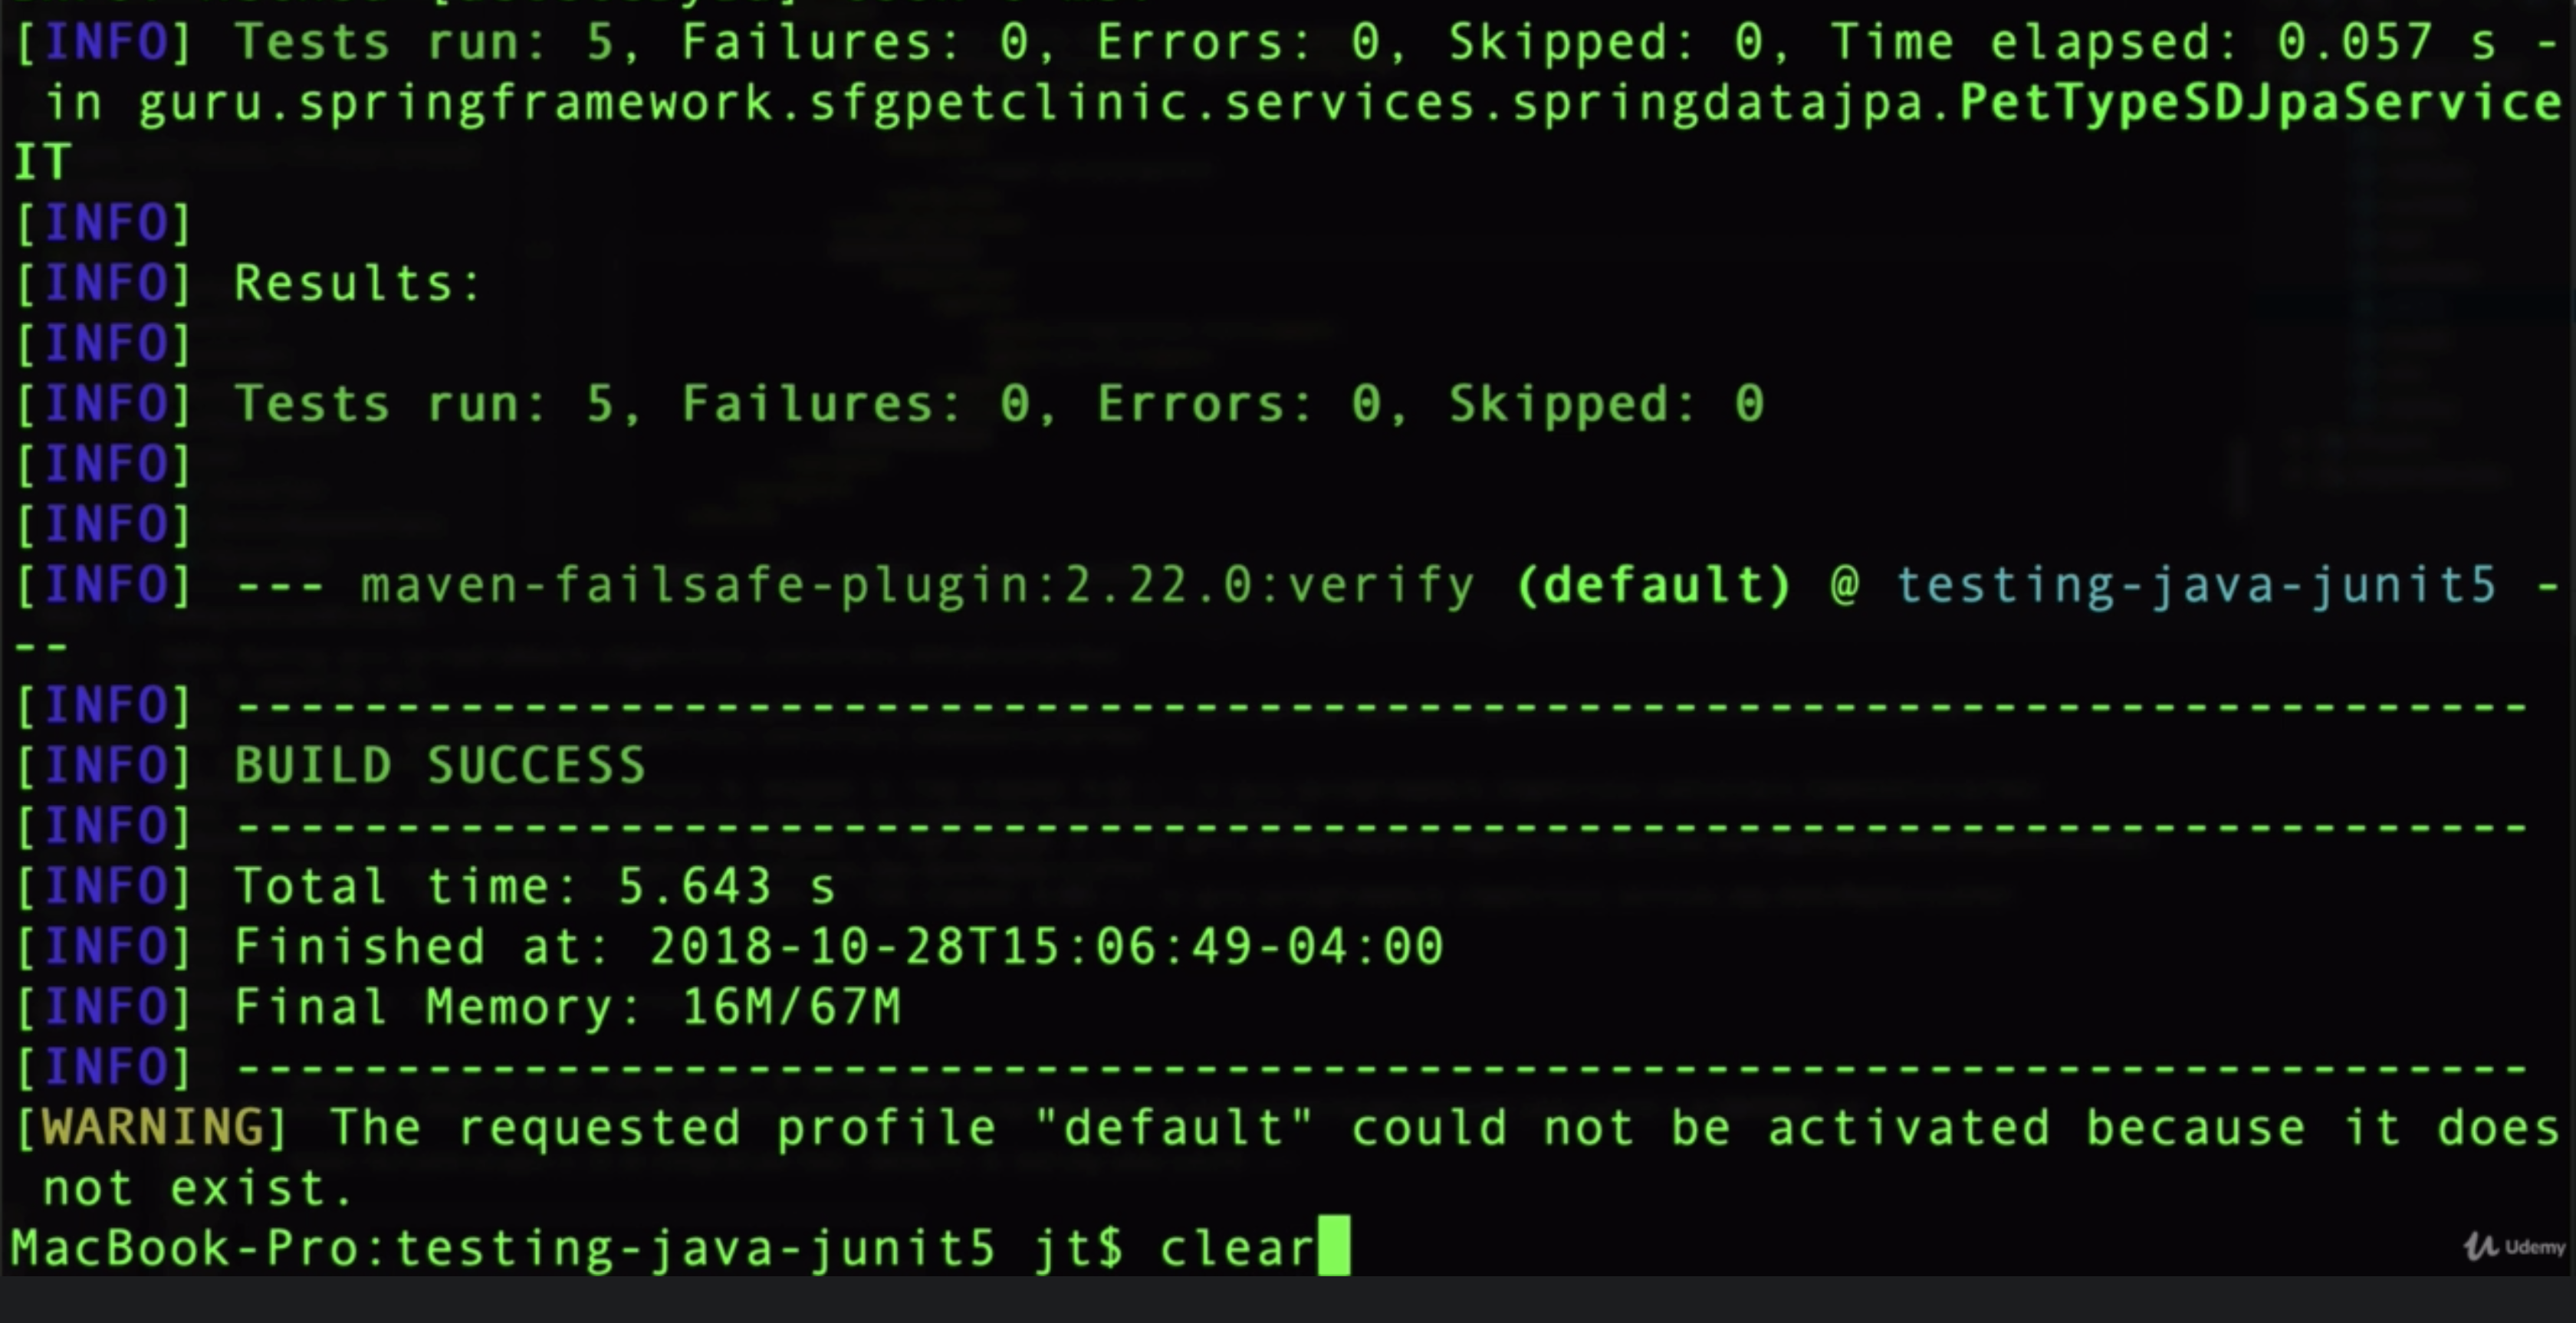 [INFO] Tests run: 5, Failures: 0, Errors: 0, Skipped: 0, Time elapsed: 0.057 s -
 in guru.springframework.sfgpetclinic.services.springdatajpa.PetTypeSDJpaService
IT
[INFO]
[INFO] Results:
[INFO]
[INFO] Tests run: 5, Failures: 0, Errors: 0, Skipped: 0
[INFO]
[INFO]
[INFO] --- maven-failsafe-plugin:2.22.0:verify (default) @ testing-java-junit5 -
--
[INFO] ------------------------------------------------------------------------
[INFO] BUILD SUCCESS
[INFO] ------------------------------------------------------------------------
[INFO] Total time: 5.643 s
[INFO] Finished at: 2018-10-28T15:06:49-04:00
[INFO] Final Memory: 16M/67M
[INFO] ------------------------------------------------------------------------
[WARNING] The requested profile "default" could not be activated because it does
 not exist.
MacBook-Pro:testing-java-junit5 jt$ clear
Udemy